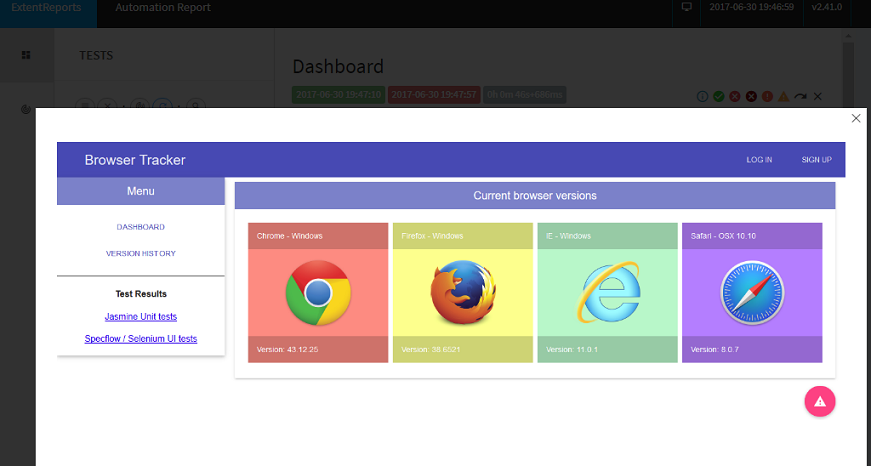 ExtentReports
Automation Report
2017-06-30 19:46:59
v2.41.0
TESTS
Dashboard
2017-06-30 19:47:10
2017-06-30 19:47:57
0h 0m 46s+686ms
Browser Tracker
LOG IN
SIGN UP
Menu
DASHBOARD
VERSION HISTORY
Test Results
Jasmine Unit tests
Specflow / Selenium UI tests
Current browser versions
Chrome - Windows
Version: 43.12.25
Firefox - Windows
Version: 38.6521
IE - Windows
Version: 11.0.1
Safari - OSX 10.10
Version: 8.0.7